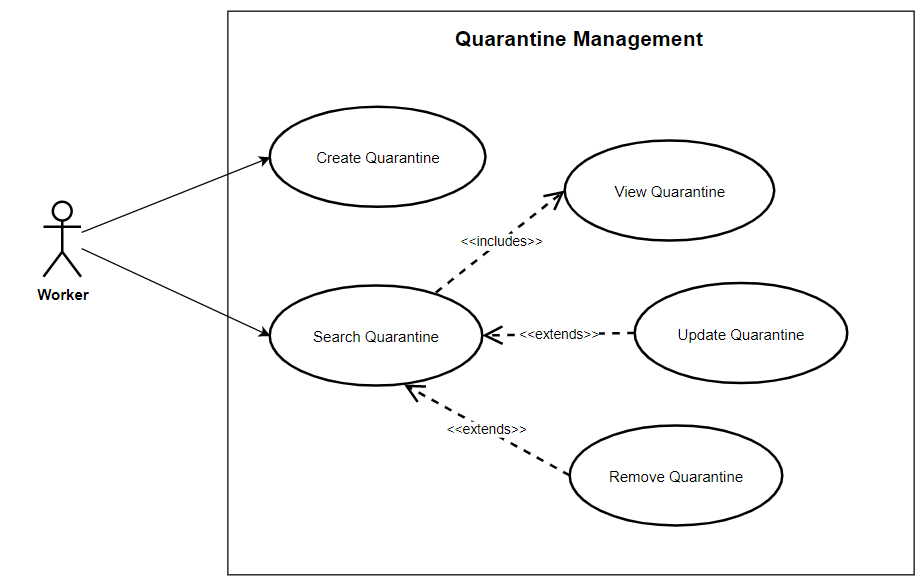 Quarantine Management
Create Quarantine
View Quarantine
<<includes>>
Worker
Search Quarantine
<<extends>>
Update Quarantine
<<extends>>
Remove Quarantine